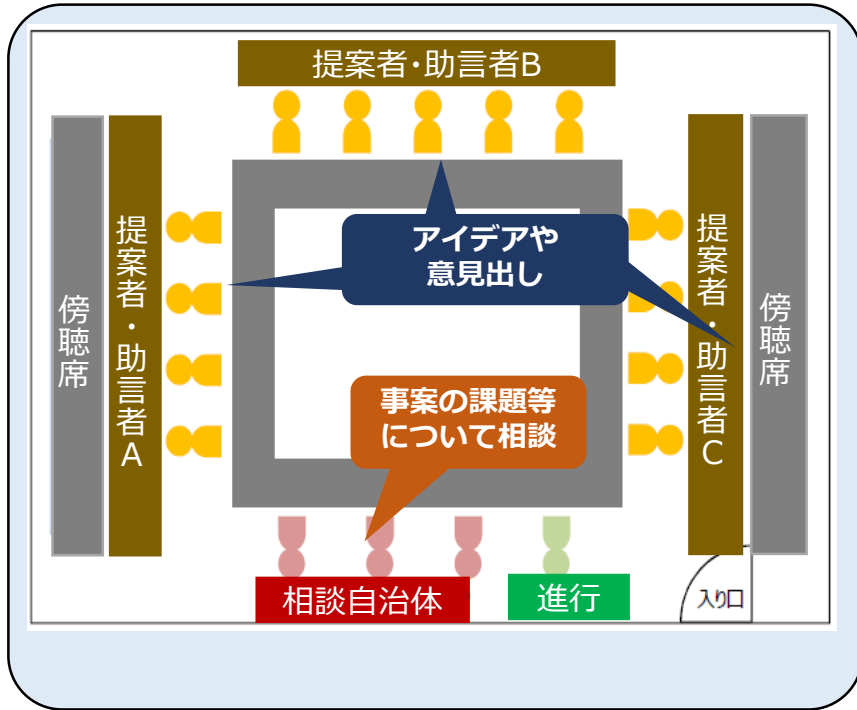 提案者・助言者B
傍聴席
提案者・助言者A
アイデアや
意見出し
提案者・助言者C
傍聴席
事案の課題等
について相談
相談自治体
進行
入り口